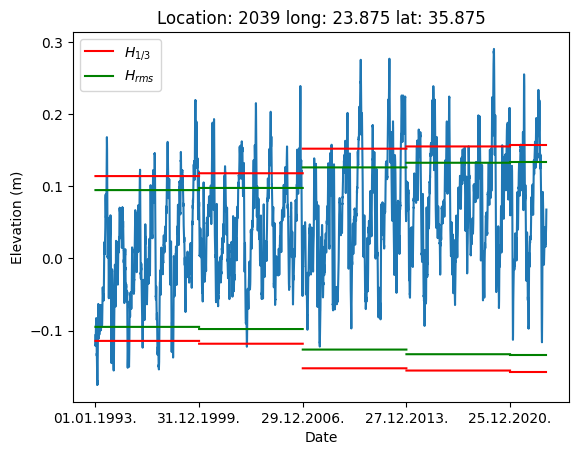 Location: 2039 long: 23.875 lat: 35.875
H1/3
Hrms
Elevation (m)
0.3
0.2
0.1
0.0
−0.1
01.01.1993. 31.12.1999. 29.12.2006. 27.12.2013. 25.12.2020.
Date